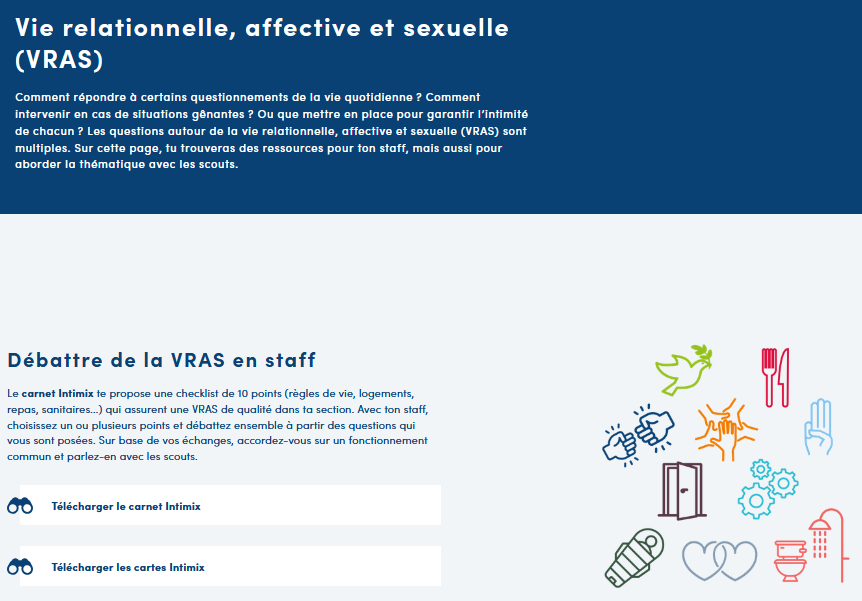 Vie relationnelle, affective et sexuelle
(VRAS)
Comment répondre à certains questionnements de la vie quotidienne ? Comment
intervenir en cas de situations gênantes ? Ou que mettre en place pour garantir l'intimité
de chacun ? Les questions autour de la vie relationnelle, affective et sexuelle (VRAS) sont
multiples. Sur cette page, tu trouveras des ressources pour ton staff, mais aussi pour
aborder la thématique avec les scouts.
Débattre de la VRAS en staff
Le carnet Intimix te propose une checklist de 10 points (règles de vie, logements,
repas, sanitaires...) qui assurent une VRAS de qualité dans ta section. Avec ton staff,
choisissez un ou plusieurs points et débattez ensemble à partir des questions qui
vous sont posées. Sur base de vos échanges, accordez-vous sur un fonctionnement
commun et parlez-en avec les scouts.
Télécharger le carnet Intimix
Télécharger les cartes Intimix